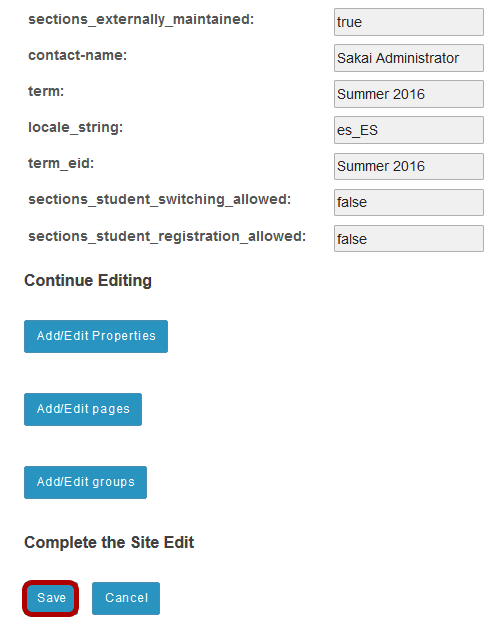 sections_externally_maintained: true
contact-name: Sakai Administrator
term: Summer 2016
locale_string: es_ES
term_eid: Summer 2016
sections_student_switching_allowed: false
sections_student_registration_allowed: false
Continue Editing
Add/Edit Properties
Add/Edit pages
Add/Edit groups
Complete the Site Edit
Save Cancel